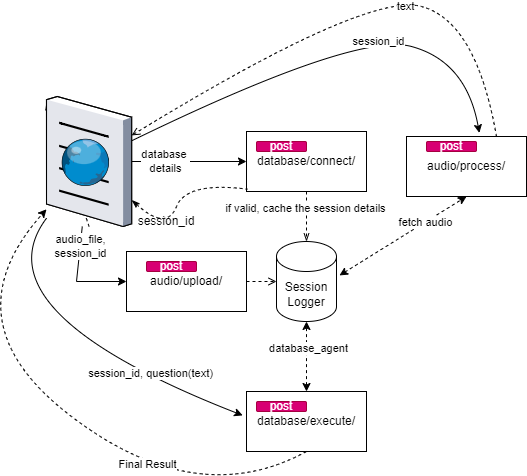 text
session_id
post
database/connect/
post
audio/process/
database
details
session_id
if valid, cache the session details
fetch audio
audio_file,
session_id
post
audio/upload/
Session
Logger
database_agent
session_id, question(text)
post
database/execute/
Final Result